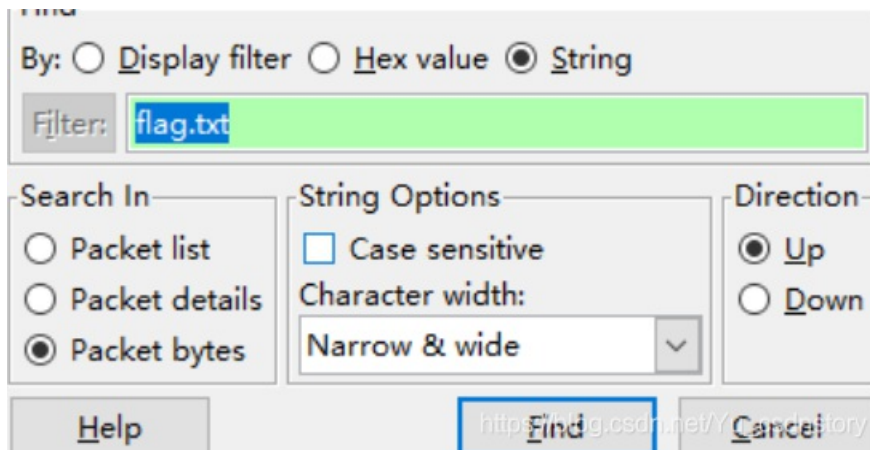 Find
By: Display filter Hex value String
Filter: flag.txt
Search In String Options Direction
Packet list Case sensitive Up
Packet details Character width: Down
Packet bytes Narrow & wide
Help Find Cancel